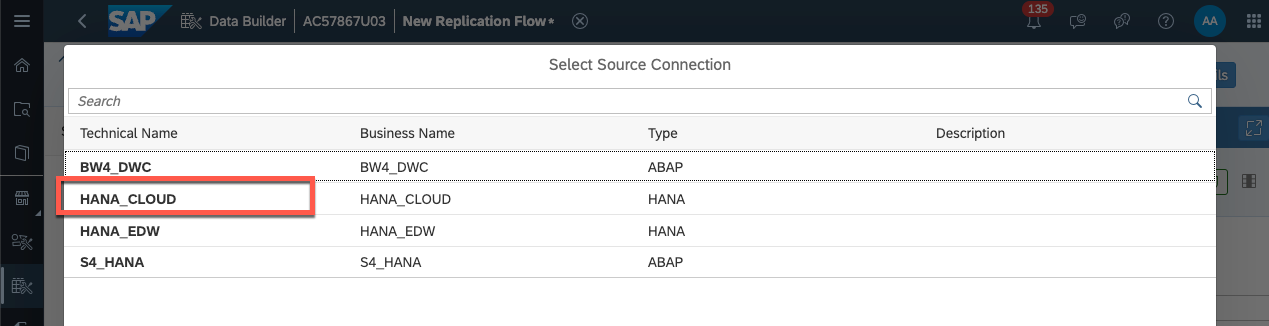 SAP Data Builder AC57867U03 New Replication Flow* 135 AA
Select Source Connection
ils
Search
Technical Name Business Name Type Description
BW4_DWC BW4_DWC ABAP
HANA_CLOUD HANA_CLOUD HANA
HANA_EDW HANA_EDW HANA
S4_HANA S4_HANA ABAP